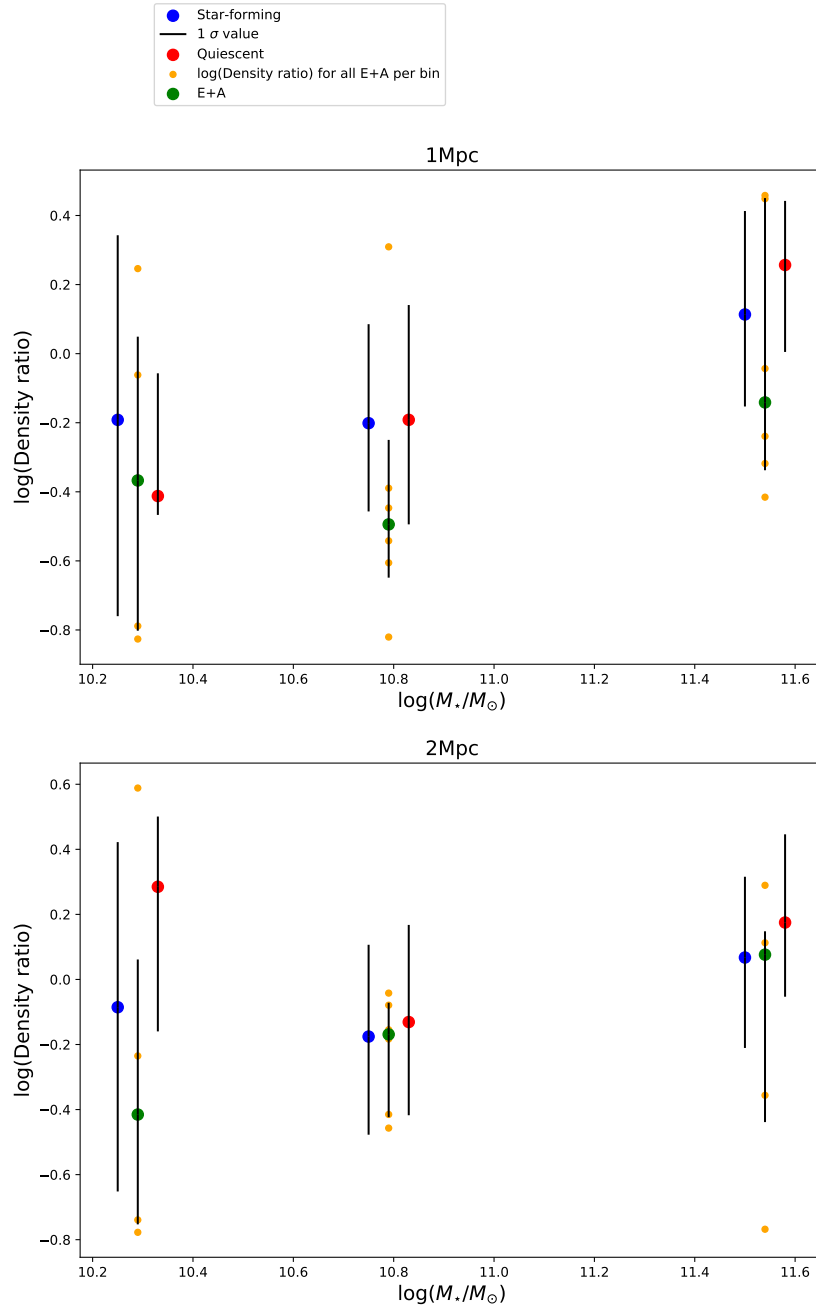 Star-forming
1 σ value
Quiescent
log(Density ratio) for all E+A per bin
E+A
1Mpc
log(Density ratio)
0.4
0.2
0.0
−0.2
−0.4
−0.6
−0.8
10.2 10.4 10.6 10.8 11.0 11.2 11.4 11.6
log(M⋆/M⊙)
2Mpc
log(Density ratio)
0.6
0.4
0.2
0.0
−0.2
−0.4
−0.6
−0.8
10.2 10.4 10.6 10.8 11.0 11.2 11.4 11.6
log(M⋆/M⊙)